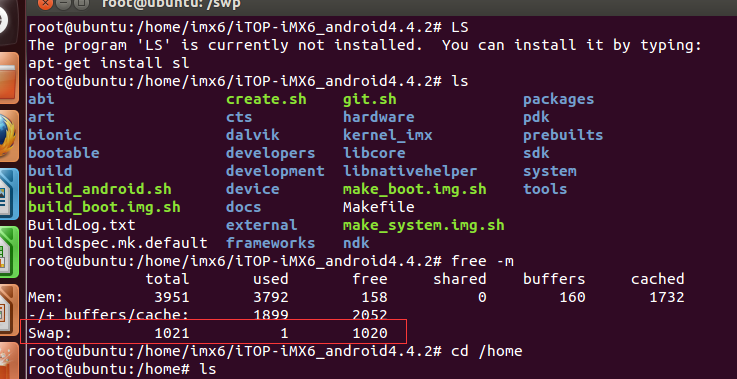 root@ubuntu: /swp
root@ubuntu:/home/imx6/iTOP-iMX6_android4.4.2# LS
The program 'LS' is currently not installed.  You can install it by typing:
apt-get install sl
root@ubuntu:/home/imx6/iTOP-iMX6_android4.4.2# ls
abi create.sh git.sh packages
art cts hardware pdk
bionic dalvik kernel_imx prebuilts
bootable developers libcore sdk
build development libnativehelper system
build_android.sh device make_boot.img.sh tools
build_boot.img.sh docs Makefile
BuildLog.txt external make_system.img.sh
buildspec.mk.default frameworks ndk
root@ubuntu:/home/imx6/iTOP-iMX6_android4.4.2# free -m
total used free shared buffers cached
Mem: 3951 3792 158 0 160 1732
-/+ buffers/cache: 1899 2052
Swap: 1021 1 1020
root@ubuntu:/home/imx6/iTOP-iMX6_android4.4.2# cd /home
root@ubuntu:/home# ls